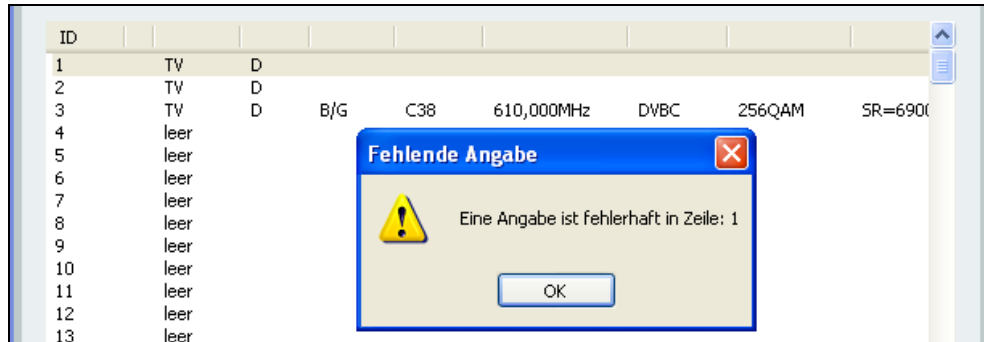 ID
1 TV D
2 TV D
3 TV D B/G C38 610,000MHz DVBC 256QAM SR=6900
4 leer
5 leer
6 leer
7 leer
8 leer
9 leer
10 leer
11 leer
12 leer
13 leer
Fehlende Angabe
Eine Angabe ist fehlerhaft in Zeile: 1
OK